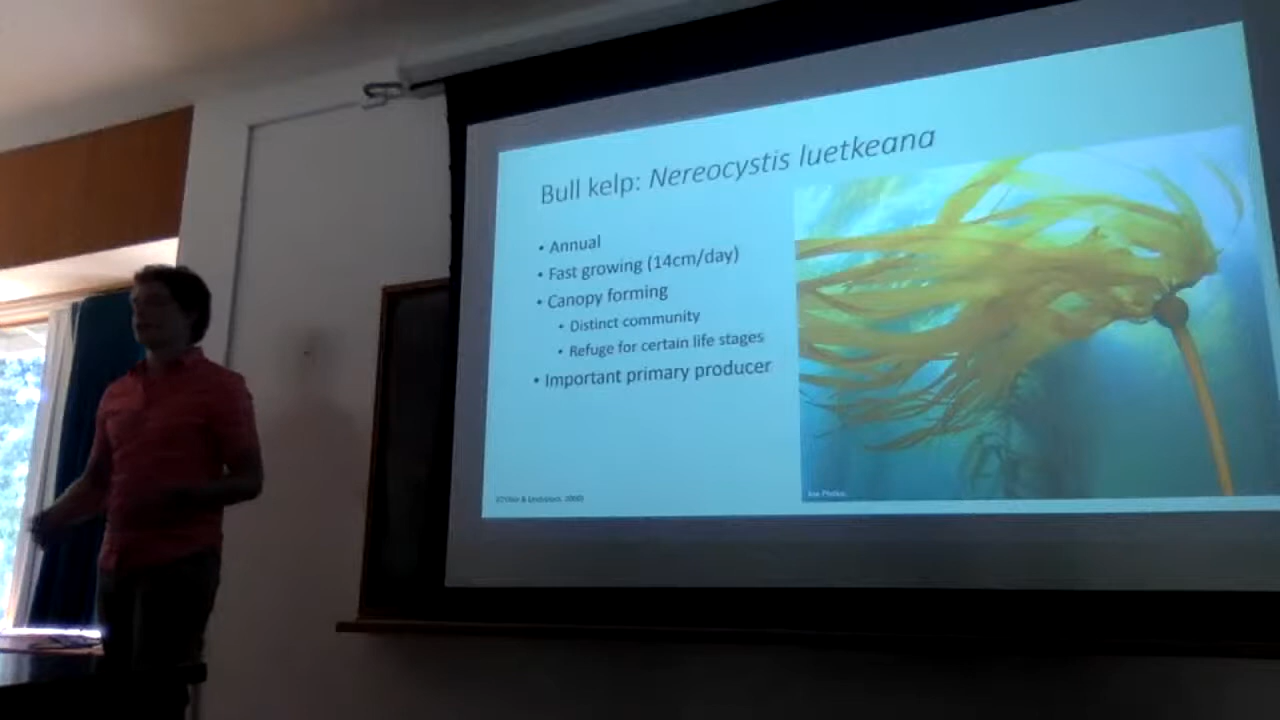 Bull kelp: Nereocystis luetkeana
• Annual
• Fast growing (14cm/day)
• Canopy forming
• Distinct community
• Refuge for certain life stages
• Important primary producer